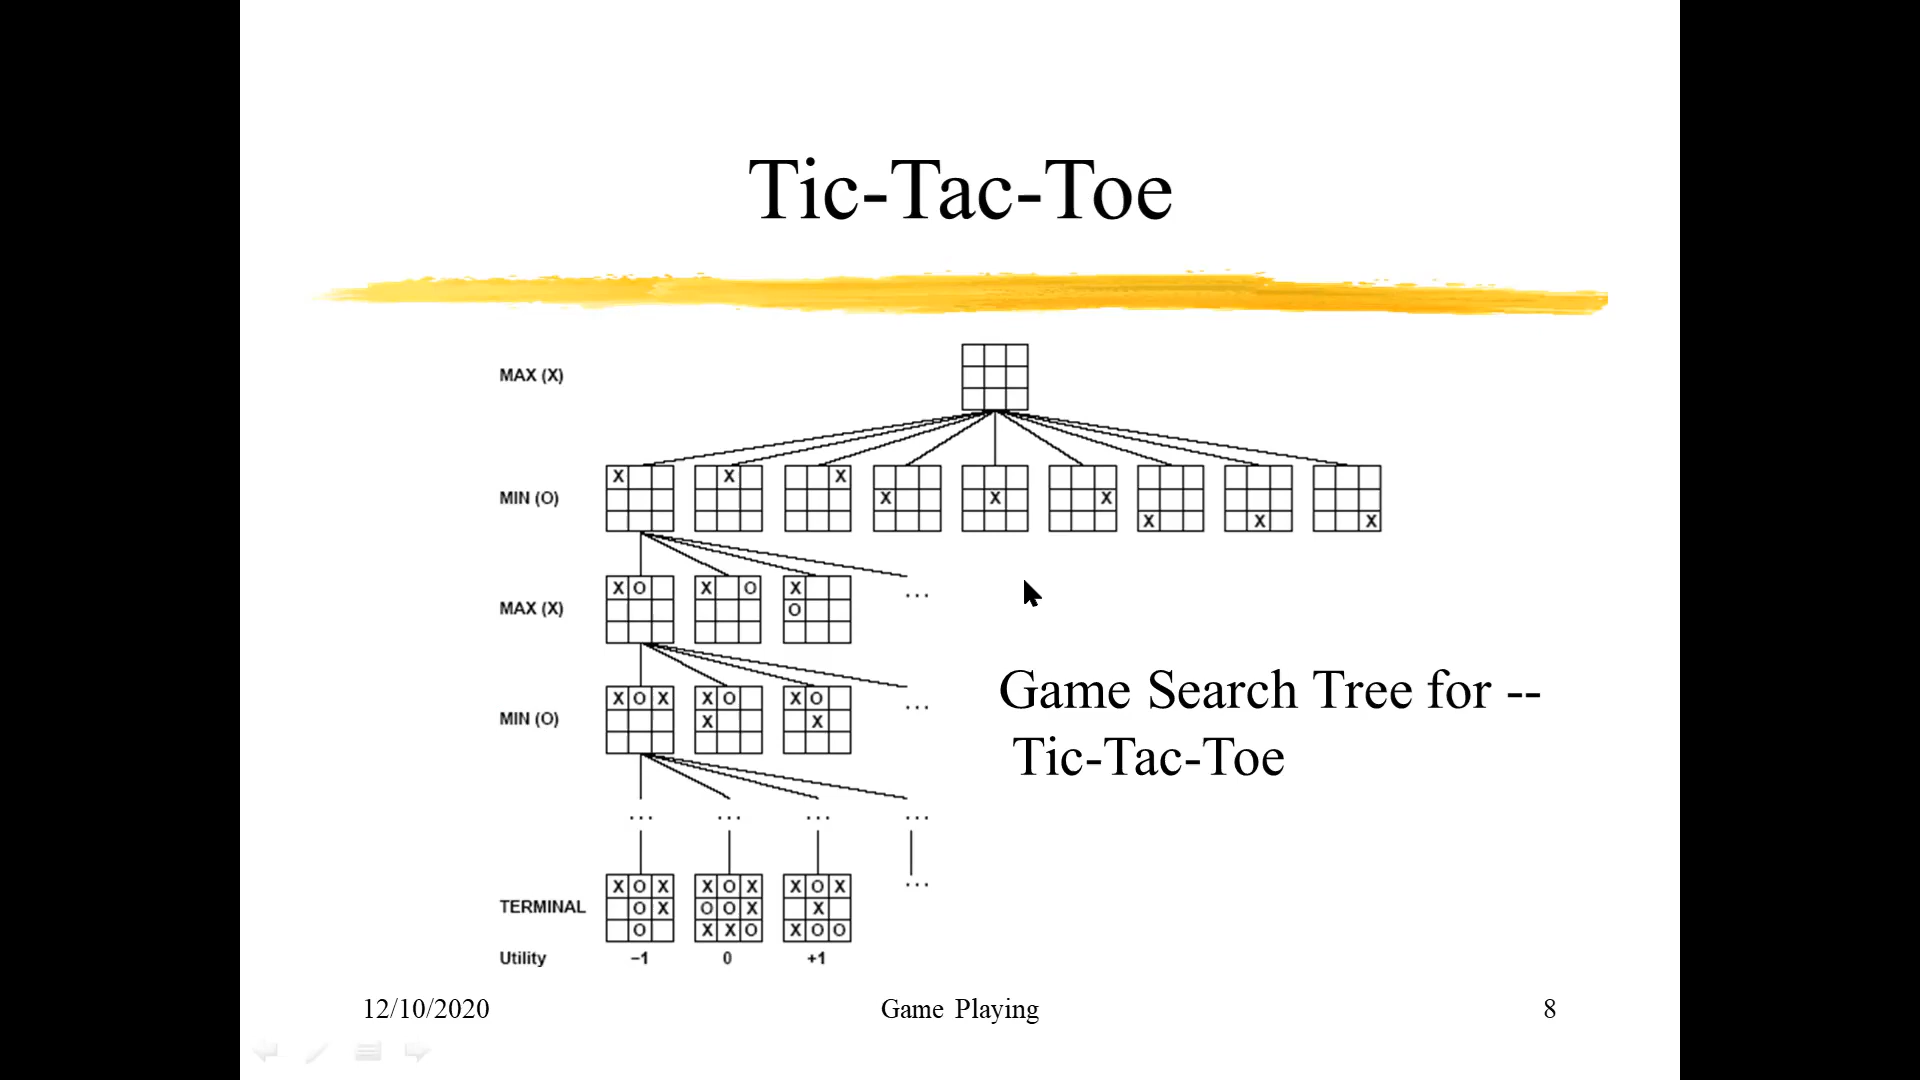 Tic-Tac-Toe
MAX (X)
MIN (O)
X X X X X X X X X
MAX (X)
X O X O X
O
...
MIN (O)
X O X X O X O
X X
...
Game Search Tree for --
Tic-Tac-Toe
... ... ... ...
TERMINAL
X O X X O X X O X
O X O O X X
O X X O X O O
...
Utility −1 0 +1
12/10/2020 Game Playing 8